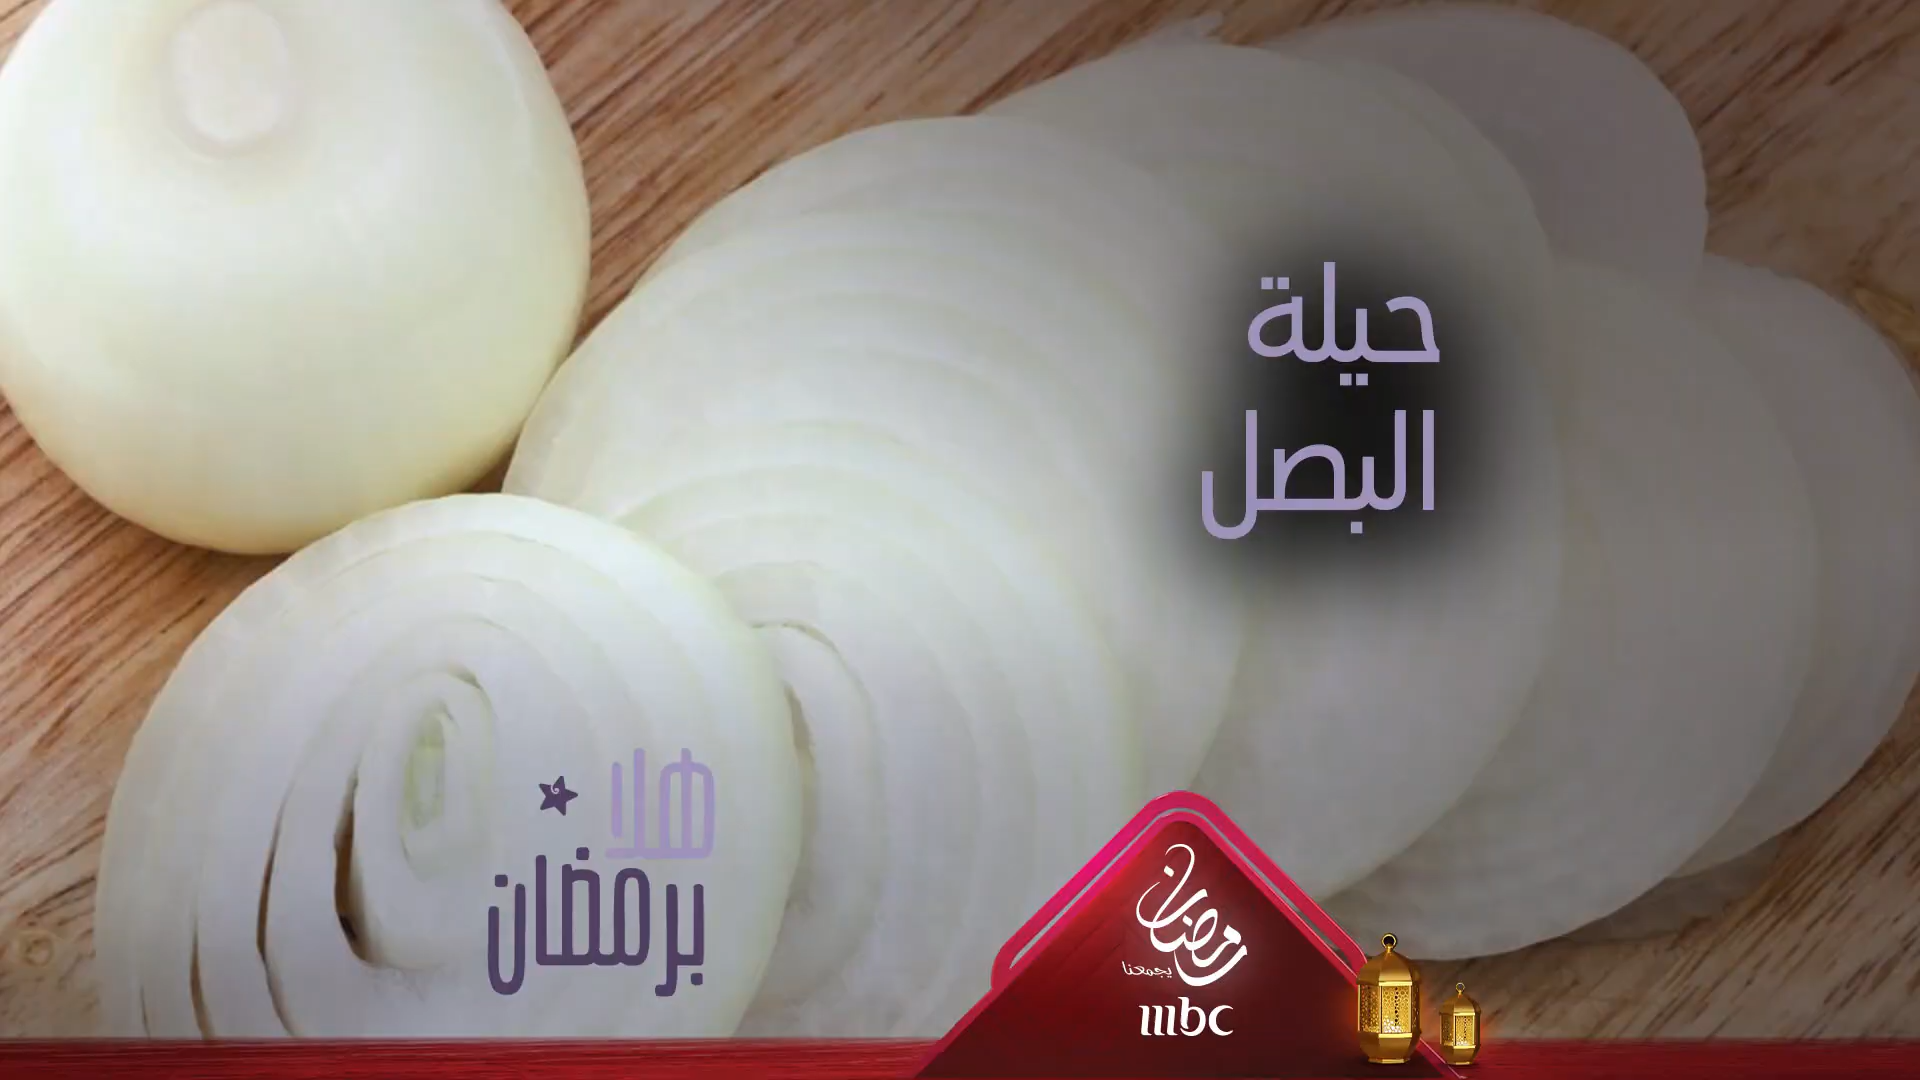 حيلة
البصل
هلا
برمضان
رمضان
يجمعنا
mbc